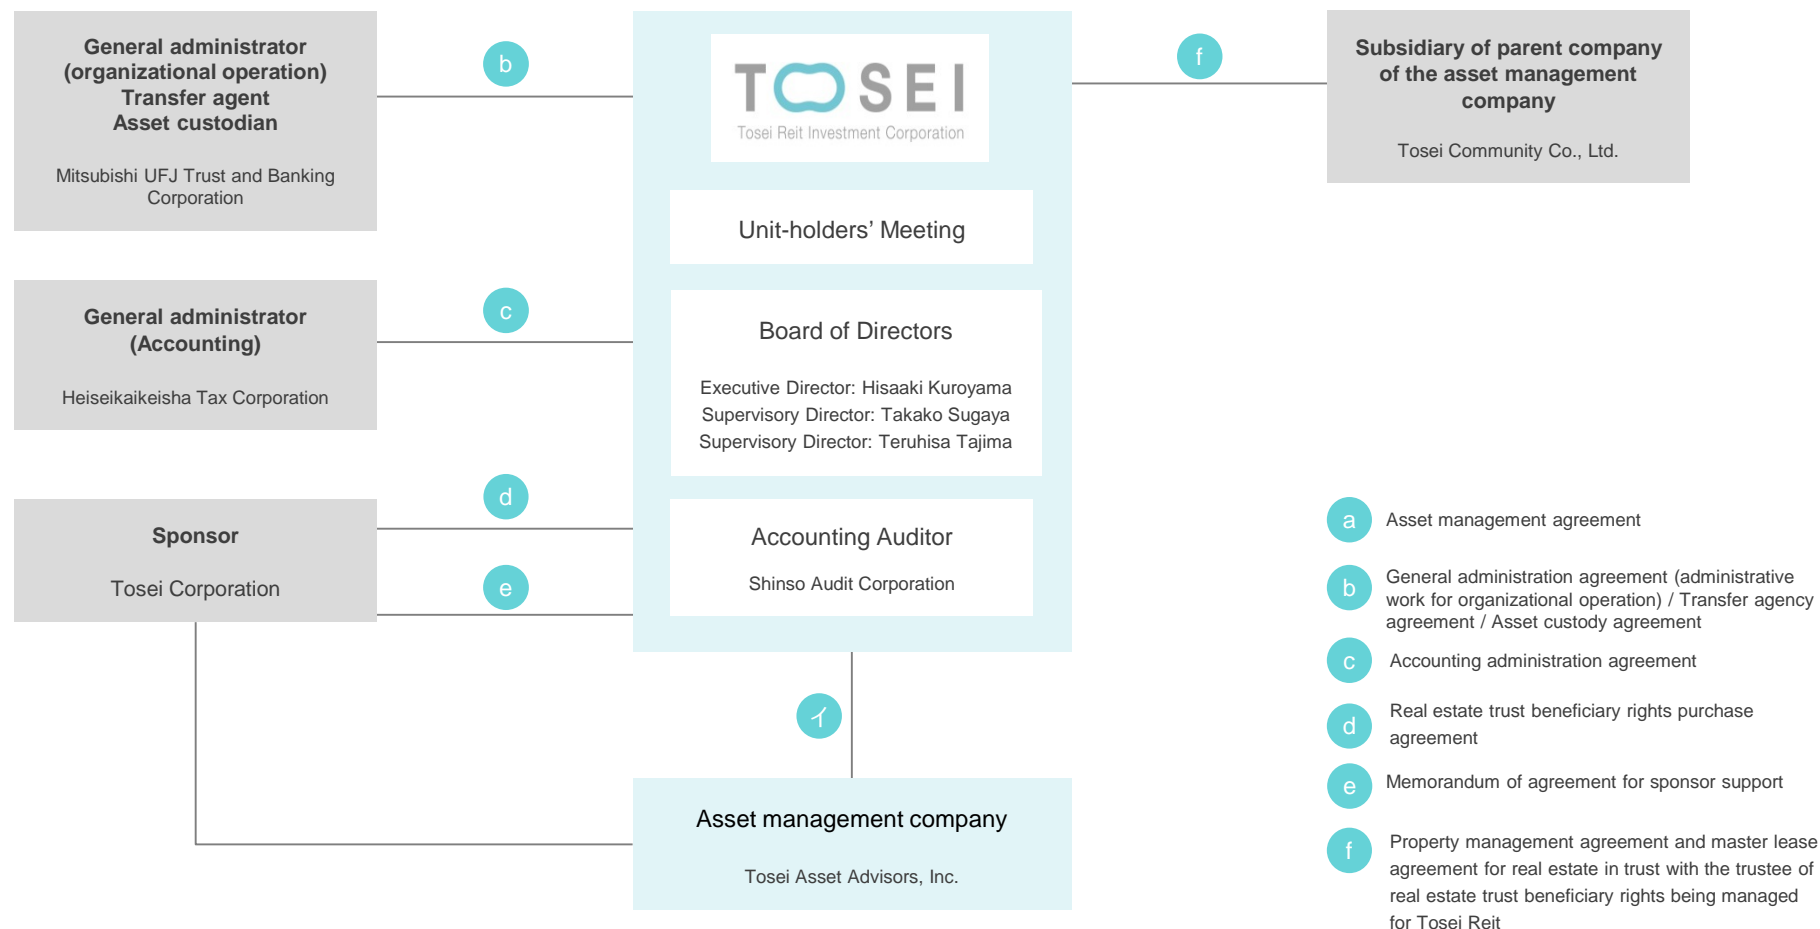 General administrator
(organizational operation)
Transfer agent
Asset custodian
Mitsubishi UFJ Trust and Banking
Corporation
b
TOSEI
Tosei Reit Investment Corporation
f
Subsidiary of parent company
of the asset management
company
Tosei Community Co., Ltd.
Unit-holders’ Meeting
General administrator
(Accounting)
Heiseikaikeisha Tax Corporation
c
Board of Directors
Executive Director: Hisaaki Kuroyama
Supervisory Director: Takako Sugaya
Supervisory Director: Teruhisa Tajima
Sponsor
Tosei Corporation
d
e
Accounting Auditor
Shinso Audit Corporation
イ
Asset management company
Tosei Asset Advisors, Inc.
a Asset management agreement
b General administration agreement (administrative
work for organizational operation) / Transfer agency
agreement / Asset custody agreement
c Accounting administration agreement
d Real estate trust beneficiary rights purchase
agreement
e Memorandum of agreement for sponsor support
f Property management agreement and master lease
agreement for real estate in trust with the trustee of
real estate trust beneficiary rights being managed
for Tosei Reit